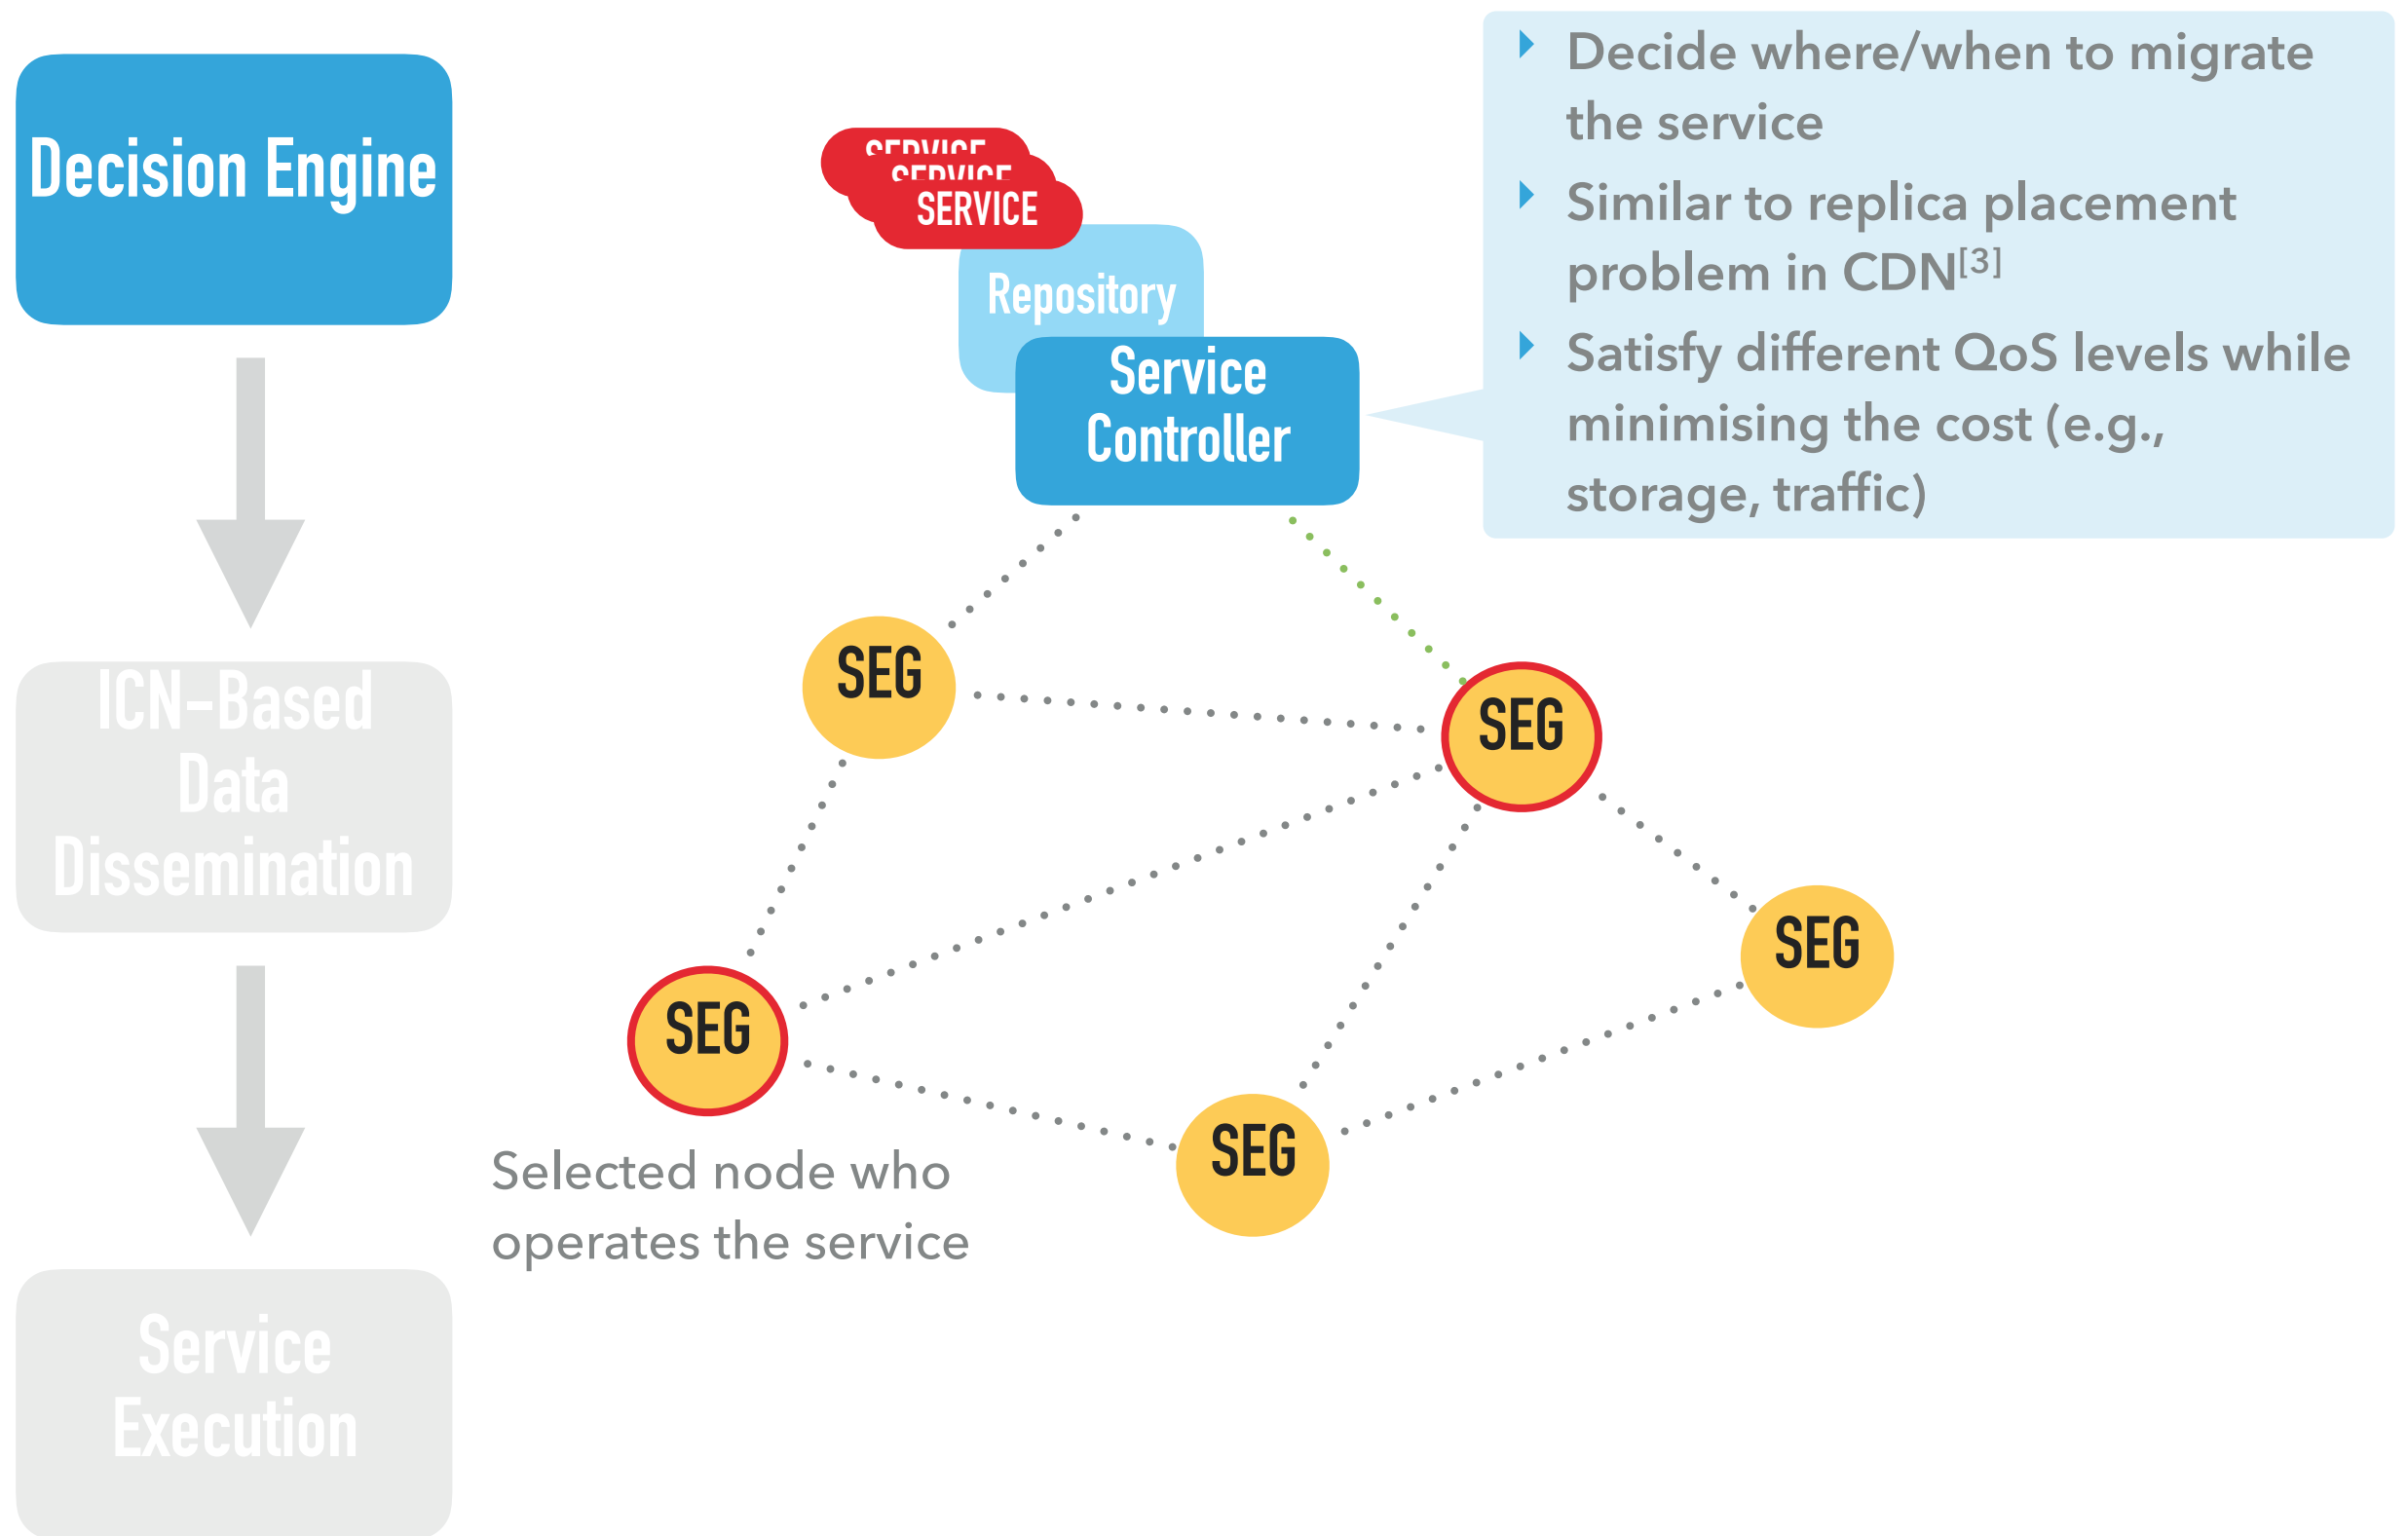 Decision Engine
ICN-Based
Data
Dissemination
Service
Execution
SERVICE
SERVICE
SERVICE
Repository
Service
Controller
Decide where/when to migrate
the service
Similar to replica placement
problem in CDN[3]
Satisfy different QoS levels while
minimising the cost (e.g.,
storage, traffic)
SEG
SEG
SEG
SEG
SEG
Selected node who
operates the service